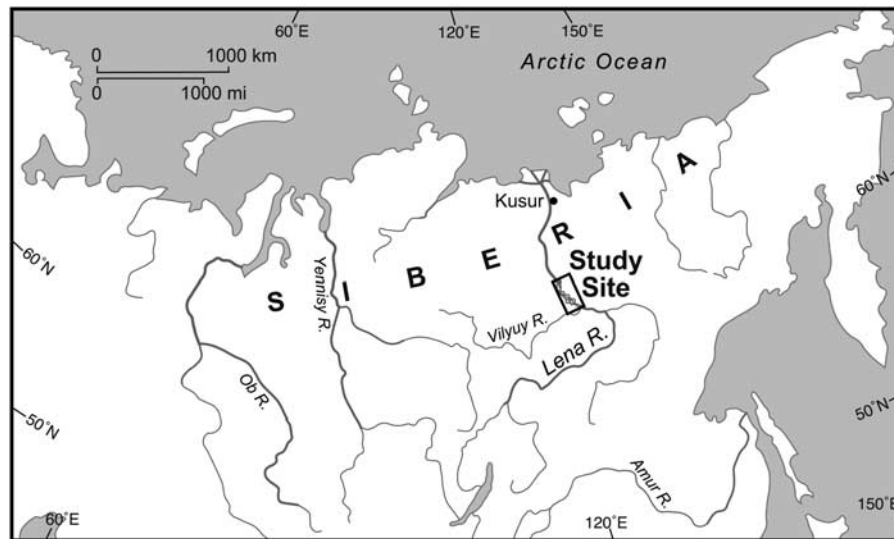 60°E
120°E
150°E
0
1000 km
0
1000 mi
Arctic Ocean
60°N
Kusur
S I B E R I A
60°N
Study
Site
Yennisy R.
Vilyuy R.
Lena R.
Ob R.
50°N
50°N
Amur R.
60°E
120°E
150°E